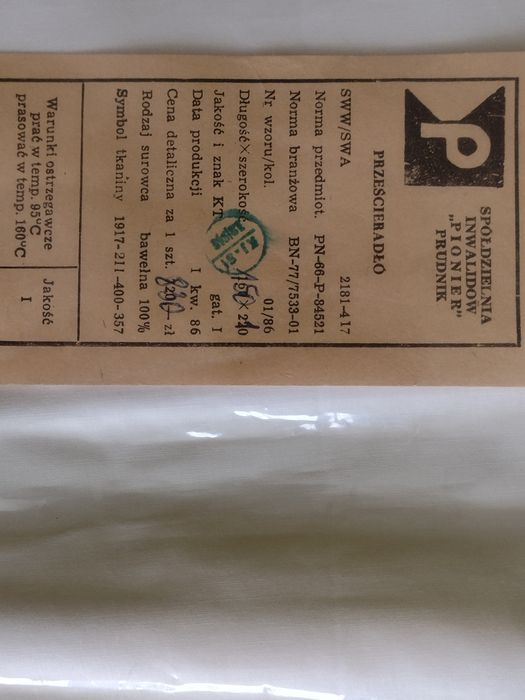 P
SPÓŁDZIELNIA
INWALIDOW
„PIONIER"
PRUDNIK
PRZEŚCIERADŁO
SWW/SWA 2181-417
Norma przedmiot. PN-66-P-84521
Norma branżowa BN-77/7533-01
Nr wzoru/kol. 01/86
Długość×szerokość 150×210
Jakość i znak KT gat. I
Data produkcji I kw. 86
Cena detaliczna za 1 szt. zł
Rodzaj surowca bawełna 100%
Symbol tkaniny 1917-211-400-357
Warunki ostrzegawcze
prać w temp. 95°C
prasować w temp. 160°C
Jakość
I